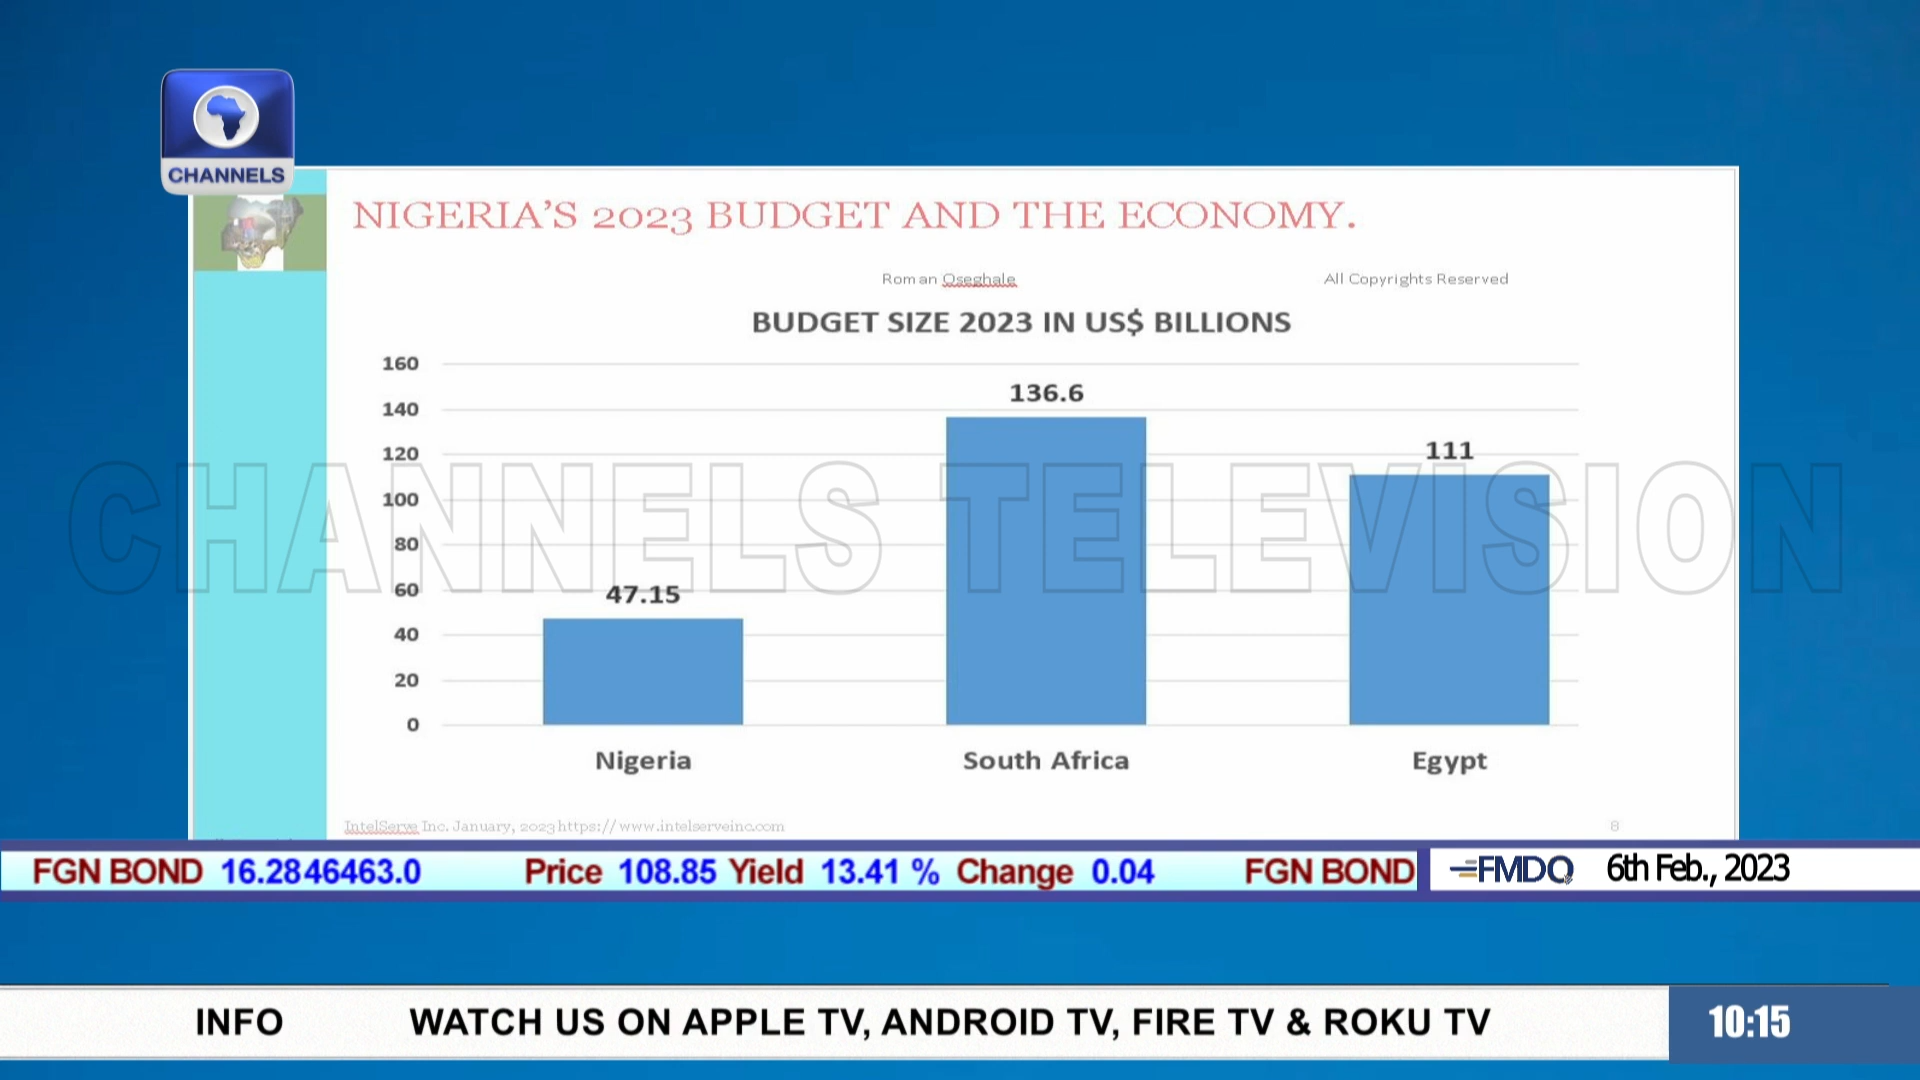 CHANNELS
NIGERIA'S 2023 BUDGET AND THE ECONOMY.
Roman Oseghale
All Copyrights Reserved
BUDGET SIZE 2023 IN US$ BILLIONS
160
140
120
100
80
60
40
20
0
47.15
136.6
111
Nigeria
South Africa
Egypt
CHANNELS TELEVISION
IntelServe Inc. January, 2023 https://www.intelserveinc.com
8
FGN BOND 16.2846463.0 Price 108.85 Yield 13.41 % Change 0.04 FGN BOND
FMDQ 6th Feb., 2023
INFO WATCH US ON APPLE TV, ANDROID TV, FIRE TV & ROKU TV
10:15